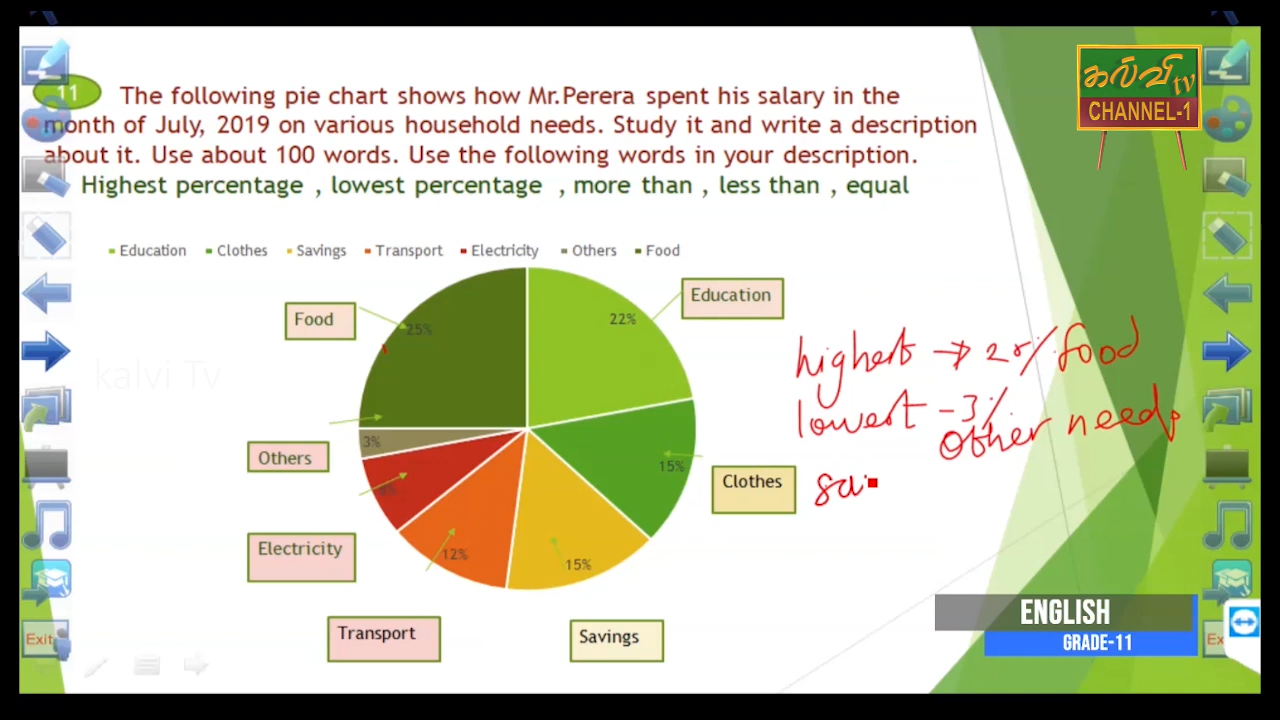 கல்வி tv
CHANNEL-1
11 The following pie chart shows how Mr.Perera spent his salary in the
month of July, 2019 on various household needs. Study it and write a description
about it. Use about 100 words. Use the following words in your description.
Highest percentage , lowest percentage , more than , less than , equal
Education Clothes Savings Transport Electricity Others Food
Education
Food
25%
22%
highest → 25% food
kalvi Tv
lowest - 3%
Other needs
3%
Others
15%
Clothes
sav
Electricity
12%
15%
Transport
Savings
ENGLISH
GRADE-11
Exit
Ex